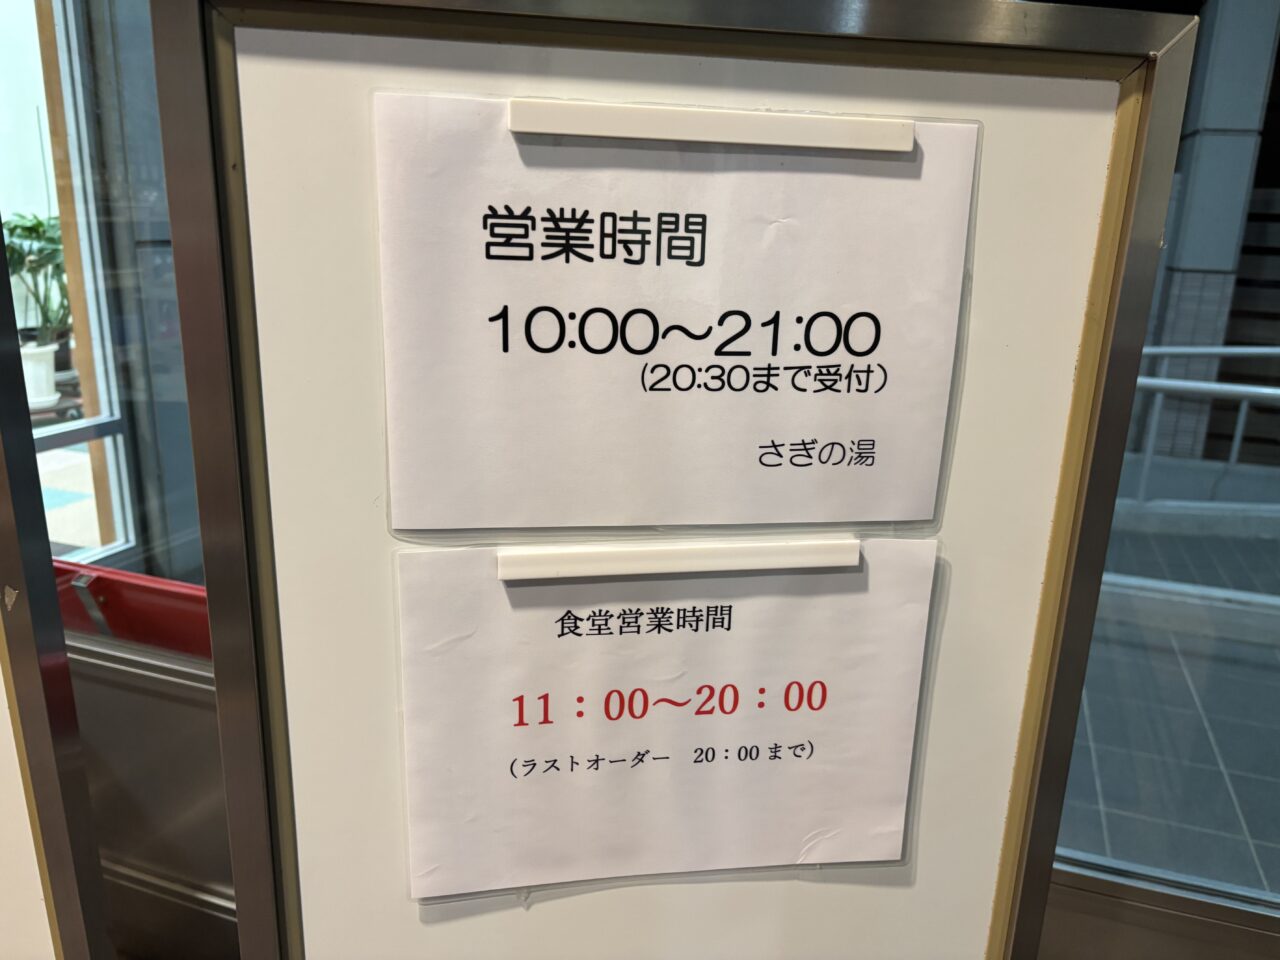 営業時間
10:00～21:00
(20:30まで受付)
さぎの湯
食堂営業時間
11：00～20：00
（ラストオーダー　20：00 まで）